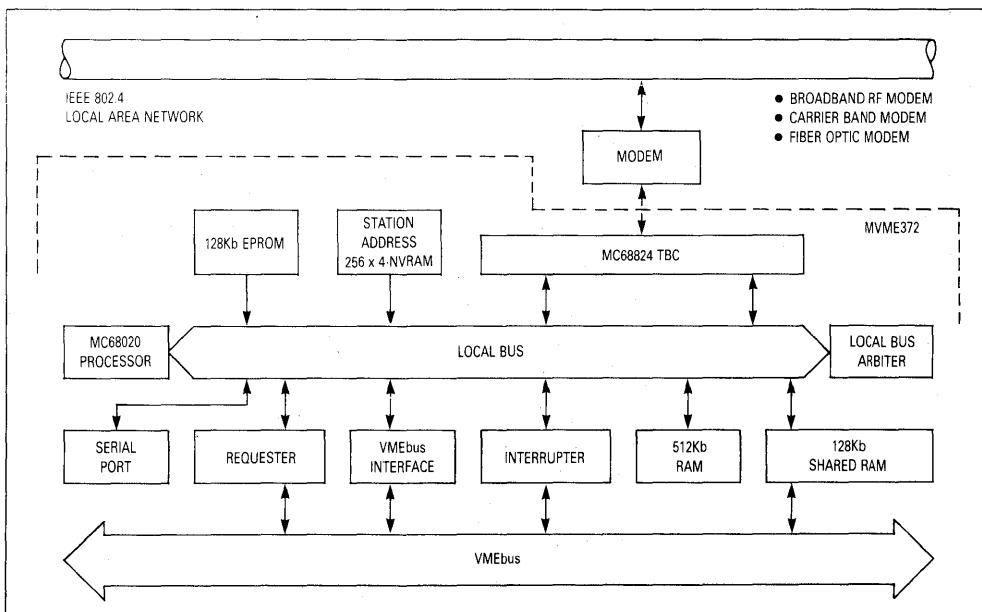 IEEE 802.4
LOCAL AREA NETWORK
● BROADBAND RF MODEM
● CARRIER BAND MODEM
● FIBER OPTIC MODEM
MODEM
MVME372
128Kb EPROM
STATION
ADDRESS
256 x 4·NVRAM
MC68824 TBC
MC68020
PROCESSOR
LOCAL BUS
LOCAL BUS
ARBITER
SERIAL
PORT
REQUESTER
VMEbus
INTERFACE
INTERRUPTER
512Kb
RAM
128Kb
SHARED RAM
VMEbus